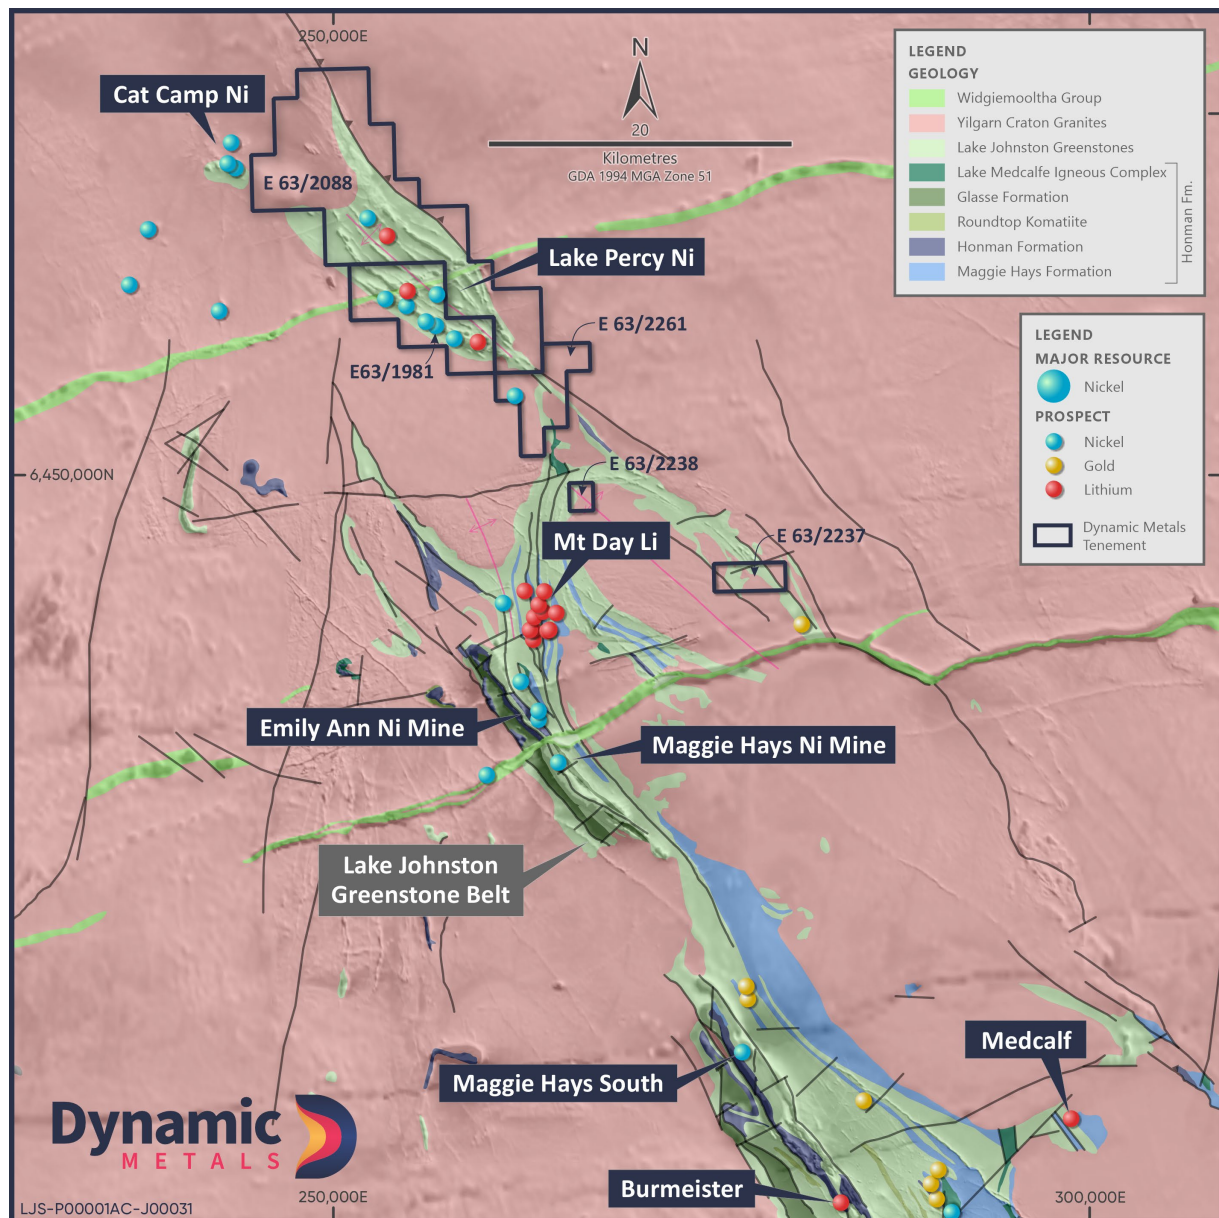 250,000E
N
20
Kilometres
GDA 1994 MGA Zone 51
LEGEND
GEOLOGY
Widgiemooltha Group
Yilgarn Craton Granites
Lake Johnston Greenstones
Lake Medcalfe Igneous Complex
Glasse Formation
Roundtop Komatiite
Honman Formation
Maggie Hays Formation
Honman Fm.
Cat Camp Ni
E 63/2088
Lake Percy Ni
E 63/2261
E63/1981
LEGEND
MAJOR RESOURCE
Nickel
PROSPECT
Nickel
Gold
Lithium
Dynamic Metals
Tenement
6,450,000N
E 63/2238
Mt Day Li
E 63/2237
Emily Ann Ni Mine
Maggie Hays Ni Mine
Lake Johnston
Greenstone Belt
Medcalf
Maggie Hays South
Dynamic
METALS
Burmeister
250,000E
300,000E
LJS-P00001AC-J00031